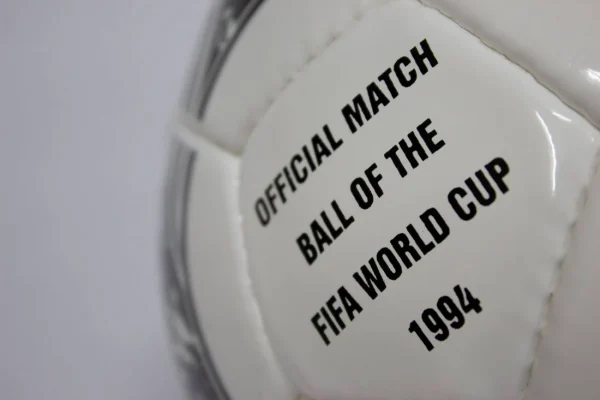 OFFICIAL MATCH
BALL OF THE
FIFA WORLD CUP
1994